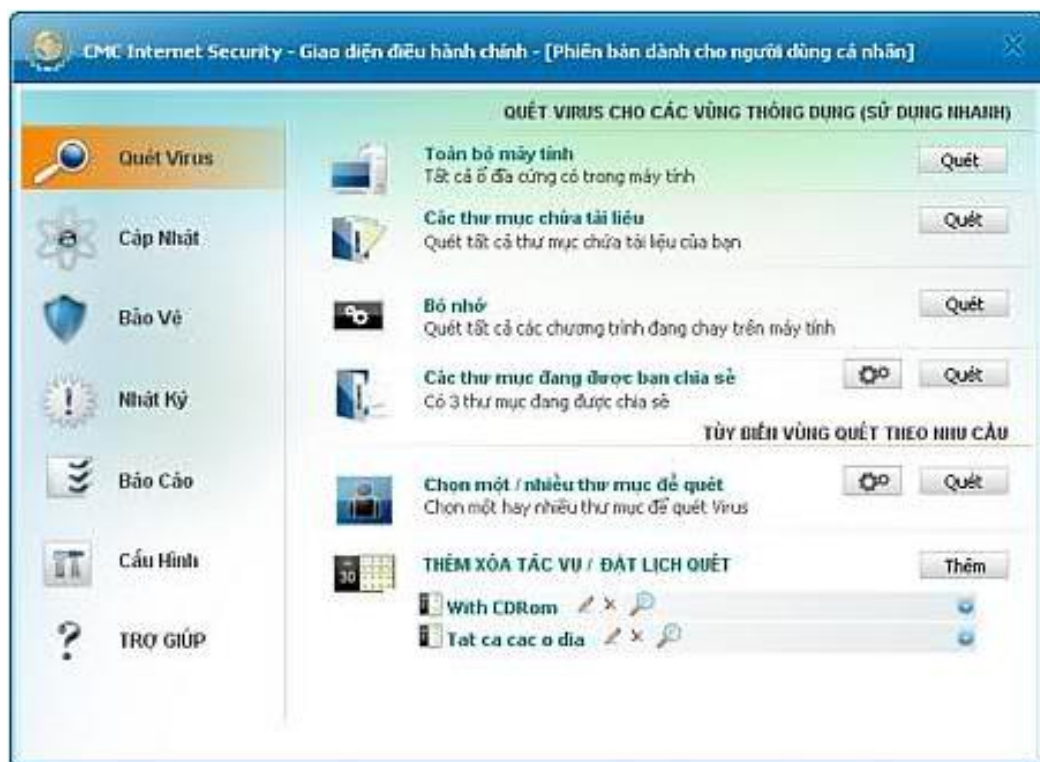 CMC Internet Security - Giao diện điều hành chính - [Phiên bản dành cho người dùng cá nhân]
QUÉT VIRUS CHO CÁC VÙNG THÔNG DỤNG (SỬ DỤNG NHANH)
Quét Virus
Toàn bộ máy tính
Quét
Tất cả ổ đĩa cứng có trong máy tính
Các thư mục chứa tài liệu
Quét
Cập Nhật
Quét tất cả thư mục chứa tài liệu của bạn
Bảo Vệ
Bộ nhớ
Quét
Quét tất cả các chương trình đang chạy trên máy tính
Các thư mục đang được bạn chia sẻ
Quét
Nhật Ký
Có 3 thư mục đang được chia sẻ
TÙY BIẾN VÙNG QUÉT THEO NHU CẦU
Báo Cáo
Chọn một / nhiều thư mục để quét
Quét
Chọn một hay nhiều thư mục để quét Virus
Cấu Hình
30
THÊM XÓA TÁC VỤ / ĐẶT LỊCH QUÉT
Thêm
With CDRom
TRỢ GIÚP
Tat ca cac o dia